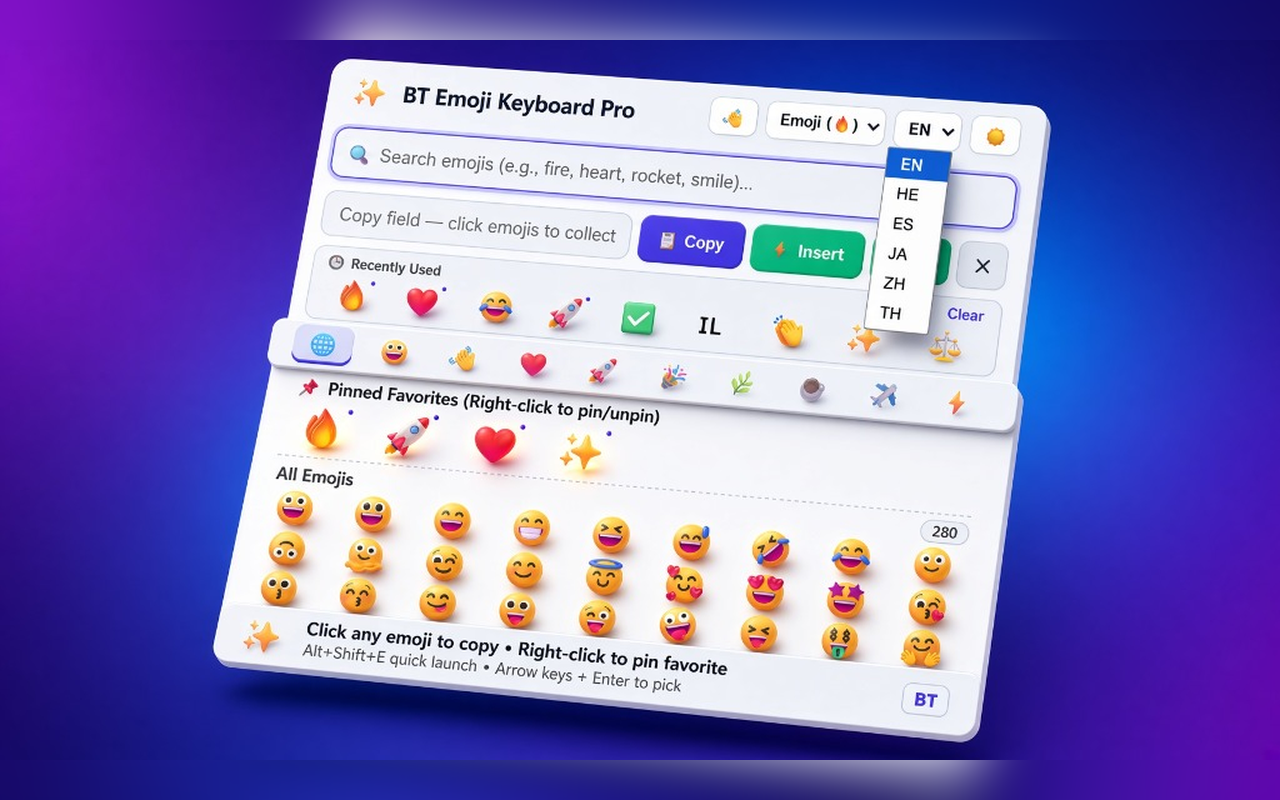 BT Emoji Keyboard Pro
Emoji (🔥)
EN
Search emojis (e.g., fire, heart, rocket, smile)...
EN
HE
ES
JA
ZH
TH
Copy field — click emojis to collect
Copy
Insert
Recently Used
Clear
IL
Pinned Favorites (Right-click to pin/unpin)
All Emojis
280
Click any emoji to copy • Right-click to pin favorite
Alt+Shift+E quick launch • Arrow keys + Enter to pick
BT